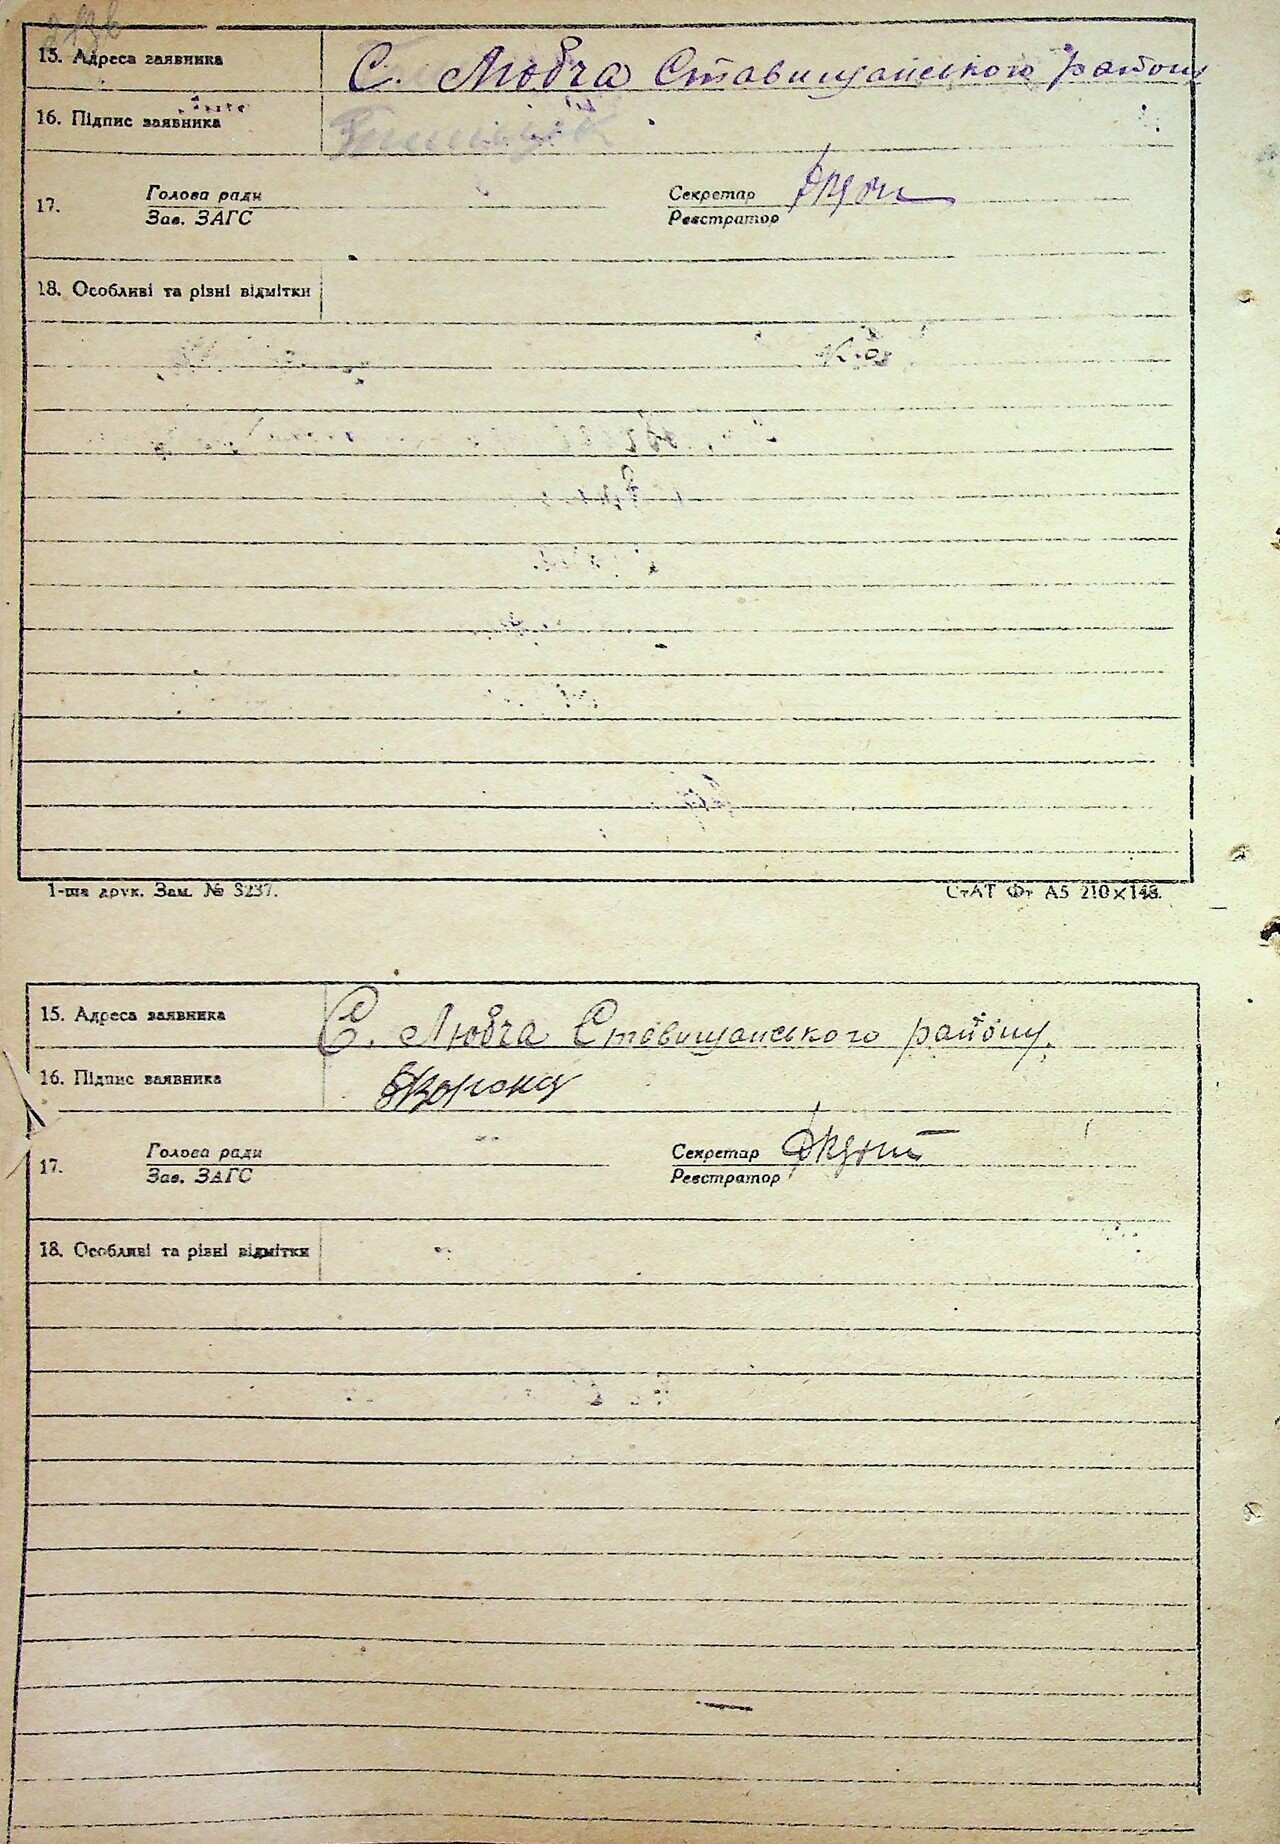 15. Адреса заявника С. Любча Ставищанського району
16. Підпис заявника
17. Голова ради Секретар
Зав. ЗАГС Реєстратор
18. Особливі та різні відмітки
1-ша друк. Зам. № 3237. СтАТ Фт А5 210×148.
15. Адреса заявника С. Любча Ставищанського району.
16. Підпис заявника
17. Голова ради Секретар
Зав. ЗАГС Реєстратор
18. Особливі та різні відмітки